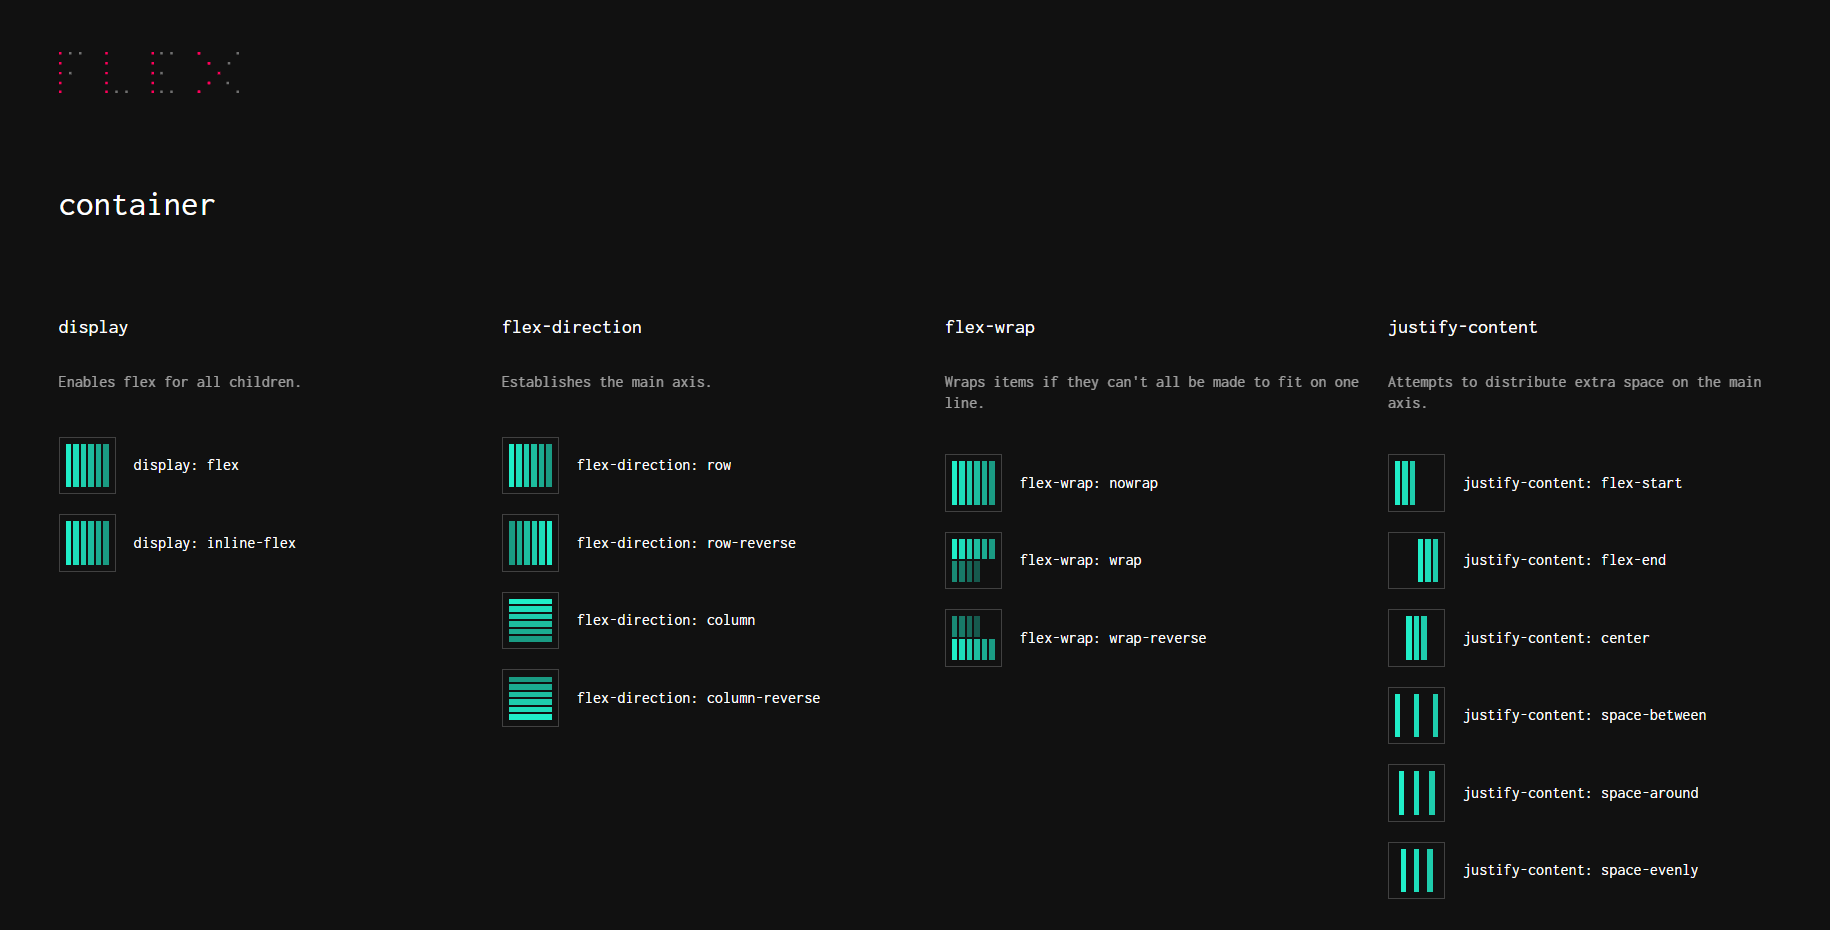 FLEX
container
display
Enables flex for all children.
display: flex
display: inline-flex
flex-direction
Establishes the main axis.
flex-direction: row
flex-direction: row-reverse
flex-direction: column
flex-direction: column-reverse
flex-wrap
Wraps items if they can't all be made to fit on one
line.
flex-wrap: nowrap
flex-wrap: wrap
flex-wrap: wrap-reverse
justify-content
Attempts to distribute extra space on the main
axis.
justify-content: flex-start
justify-content: flex-end
justify-content: center
justify-content: space-between
justify-content: space-around
justify-content: space-evenly